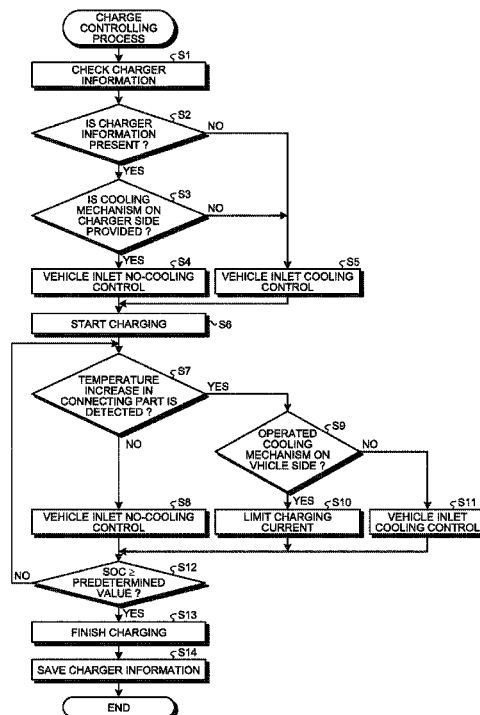 CHARGE
CONTROLLING
PROCESS
S1
CHECK CHARGER
INFORMATION
S2
IS CHARGER
INFORMATION
PRESENT ?
NO
YES
S3
IS COOLING
MECHANISM ON
CHARGER SIDE
PROVIDED ?
NO
YES
S4
VEHICLE INLET NO-COOLING
CONTROL
S5
VEHICLE INLET COOLING
CONTROL
START CHARGING
S6
S7
TEMPERATURE
INCREASE IN
CONNECTING PART IS
DETECTED ?
YES
NO
S9
OPERATED
COOLING
MECHANISM ON
VHICLE SIDE ?
NO
YES
S8
VEHICLE INLET NO-COOLING
CONTROL
S10
LIMIT CHARGING
CURRENT
S11
VEHICLE INLET
COOLING CONTROL
S12
SOC ≥
PREDETERMINED
VALUE ?
NO
YES
S13
FINISH CHARGING
S14
SAVE CHARGER INFORMATION
END